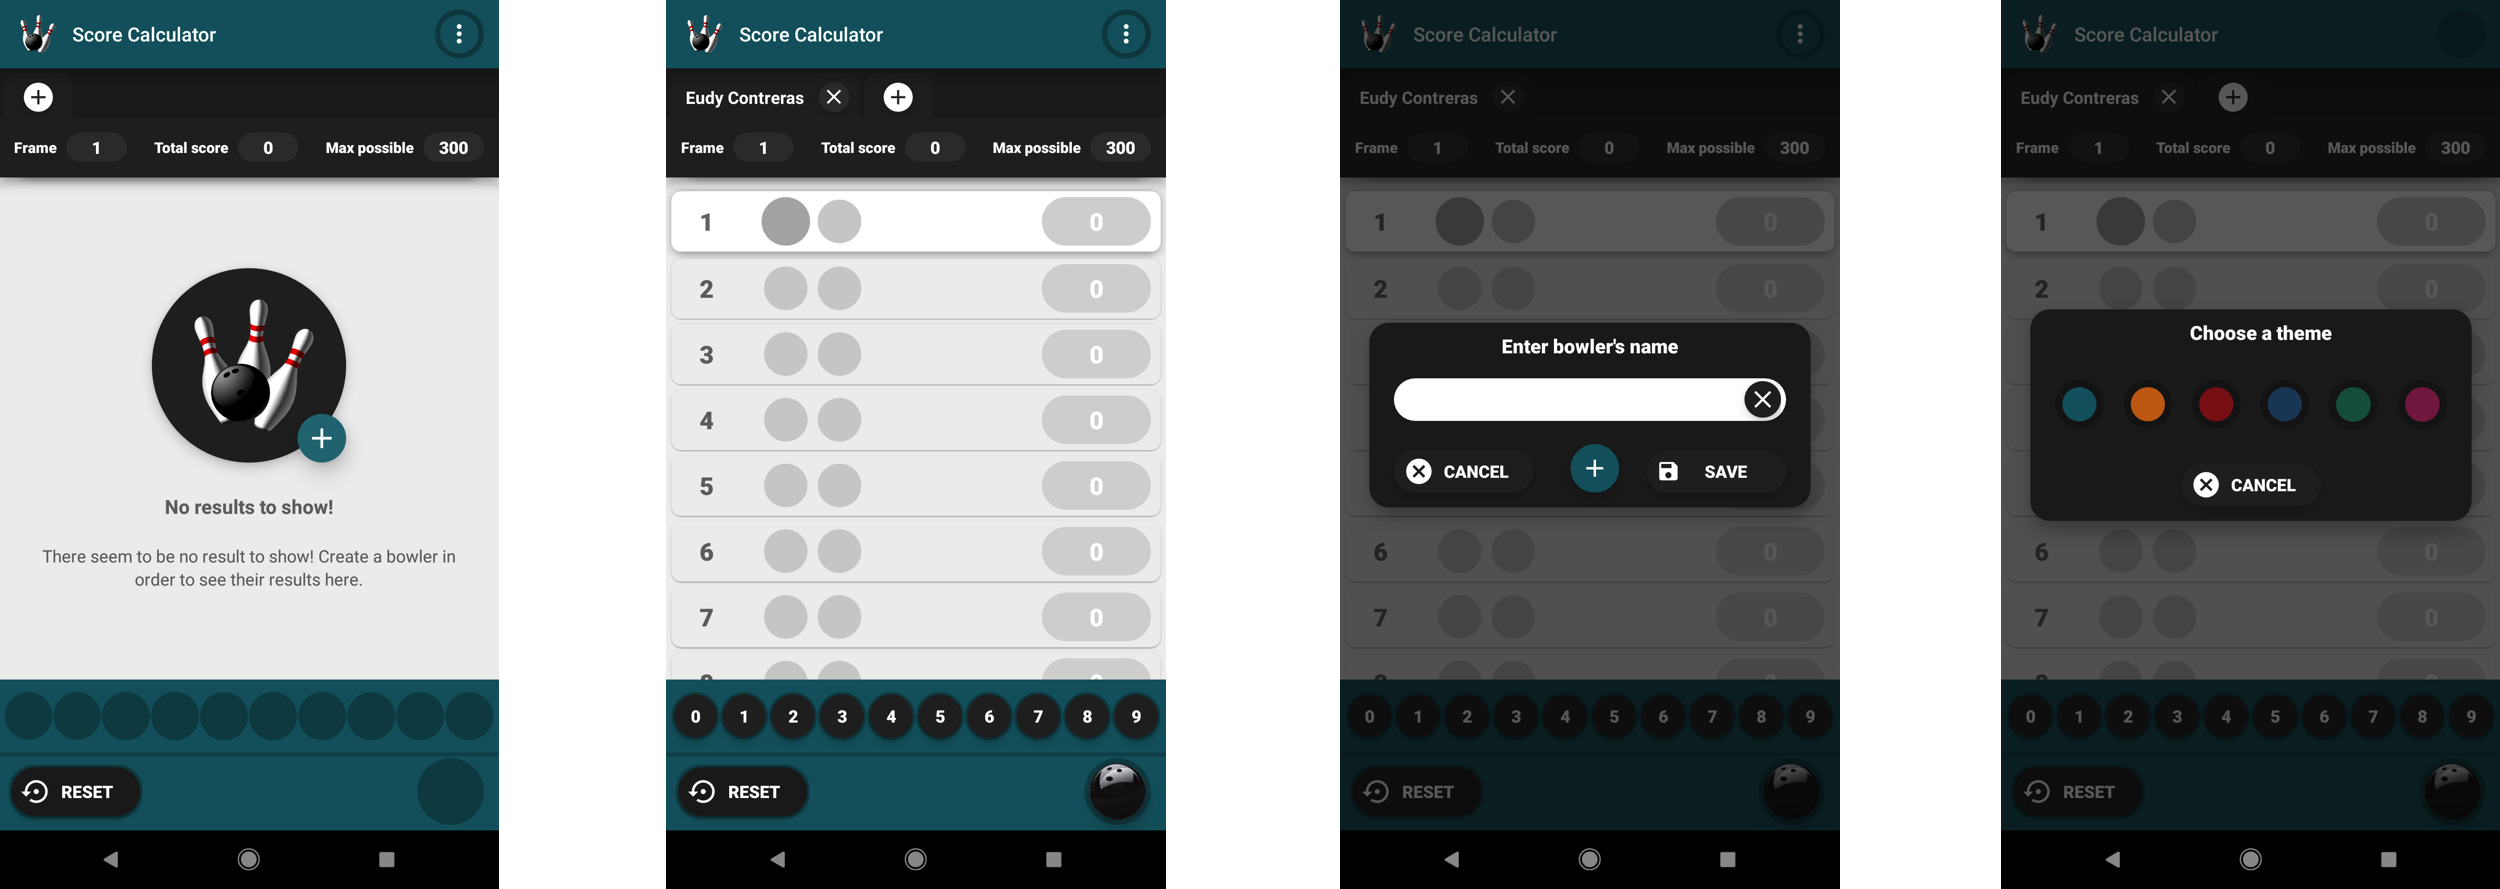 Score Calculator
Frame 1 Total score 0 Max possible 300
No results to show!
There seem to be no result to show! Create a bowler in
order to see their results here.
RESET
Score Calculator
Eudy Contreras
Frame 1 Total score 0 Max possible 300
1 0
2 0
3 0
4 0
5 0
6 0
7 0
0 1 2 3 4 5 6 7 8 9
RESET
Score Calculator
Eudy Contreras
Frame 1 Total score 0 Max possible 300
1 0
2 0
Enter bowler's name
CANCEL SAVE
6 0
7 0
0 1 2 3 4 5 6 7 8 9
RESET
Score Calculator
Eudy Contreras
Frame 1 Total score 0 Max possible 300
1 0
2 0
Choose a theme
CANCEL
6 0
7 0
0 1 2 3 4 5 6 7 8 9
RESET